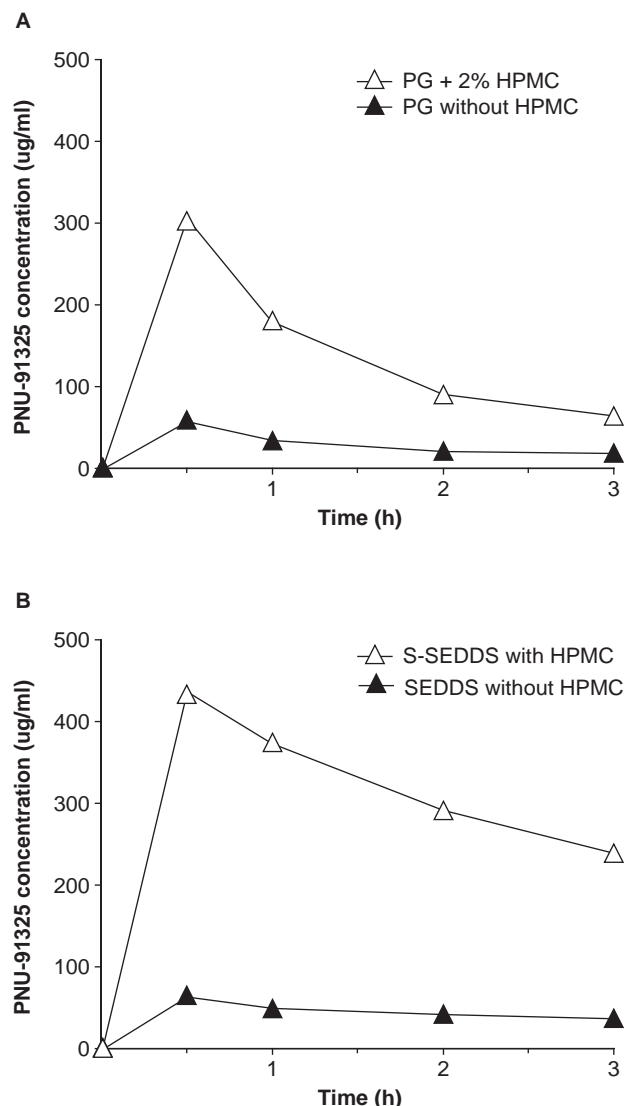 A
500
400
300
200
100
0
PNU-91325 concentration (ug/ml)
PG + 2% HPMC
PG without HPMC
1
2
3
Time (h)
B
500
400
300
200
100
0
PNU-91325 concentration (ug/ml)
S-SEDDS with HPMC
SEDDS without HPMC
1
2
3
Time (h)